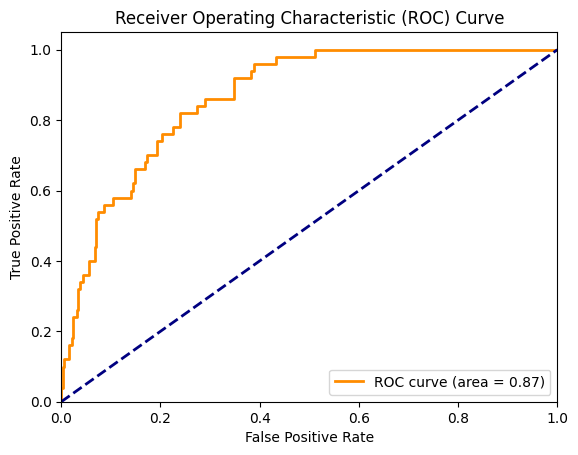 Receiver Operating Characteristic (ROC) Curve
1.0
0.8
0.6
0.4
0.2
0.0
True Positive Rate
ROC curve (area = 0.87)
0.0 0.2 0.4 0.6 0.8 1.0
False Positive Rate